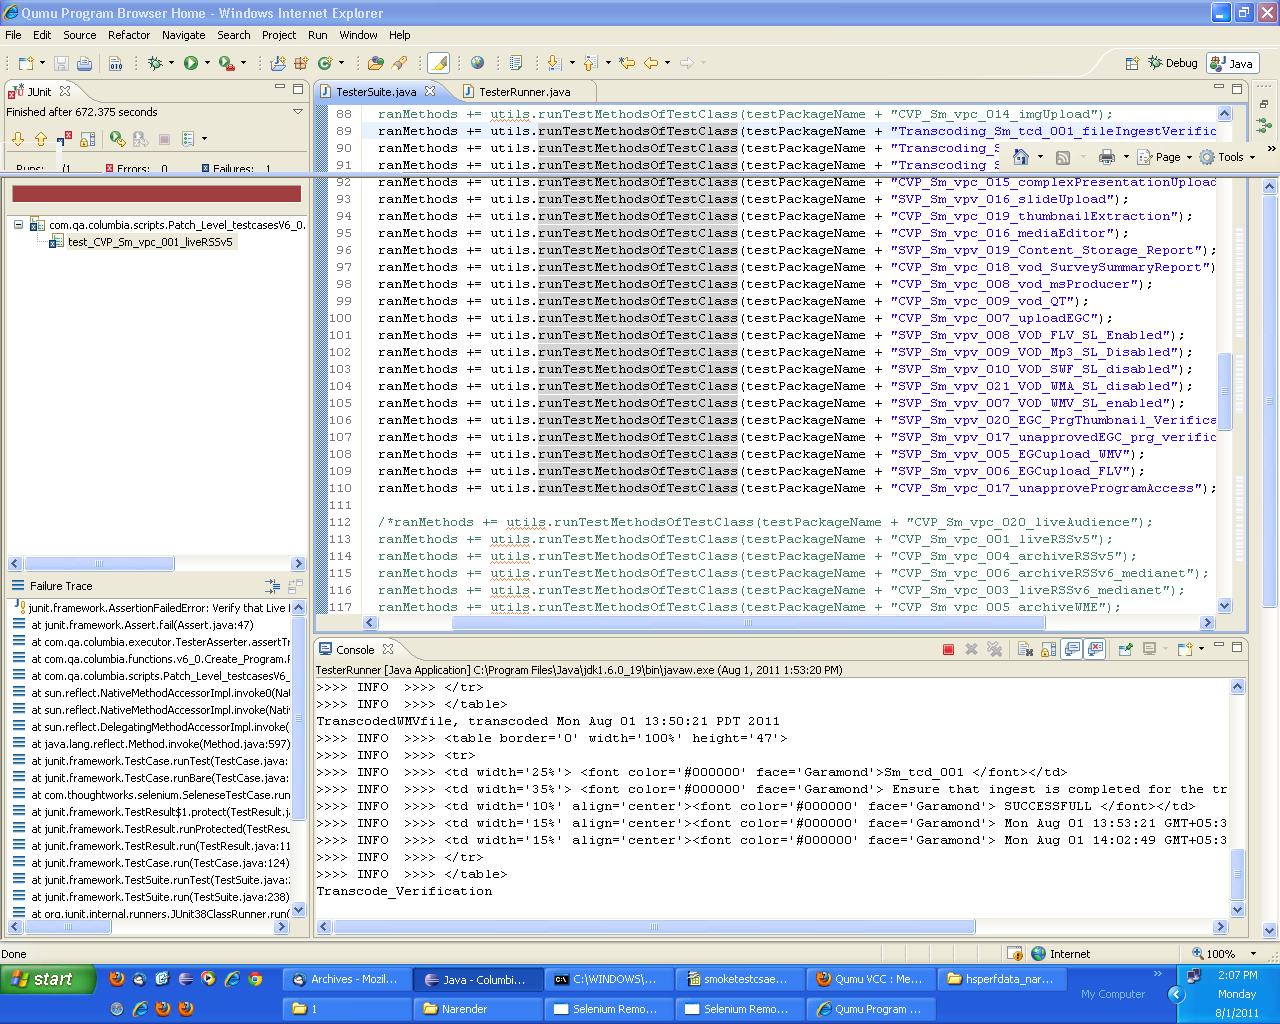 Qumu Program Browser Home - Windows Internet Explorer
File Edit Source Refactor Navigate Search Project Run Window Help
Debug Java
JUnit
Finished after 672.375 seconds
Runs: (1 Errors: 0 Failures: 1
com.qa.columbia.scripts.Patch_Level_testcasesV6_0.
test_CVP_Sm_vpc_001_liveRSSv5
Failure Trace
junit.framework.AssertionFailedError: Verify that Live
at junit.framework.Assert.fail(Assert.java:47)
at com.qa.columbia.executor.TesterAsserter.assertTr
at com.qa.columbia.functions.v6_0.Create_Program.
at com.qa.columbia.scripts.Patch_Level_testcasesV6_
at sun.reflect.NativeMethodAccessorImpl.invoke0(Nat
at sun.reflect.NativeMethodAccessorImpl.invoke(Nativ
at sun.reflect.DelegatingMethodAccessorImpl.invoke(
at java.lang.reflect.Method.invoke(Method.java:597)
at junit.framework.TestCase.runTest(TestCase.java:
at junit.framework.TestCase.runBare(TestCase.java:
at com.thoughtworks.selenium.SeleneseTestCase.run
at junit.framework.TestResult$1.protect(TestResult.j
at junit.framework.TestResult.runProtected(TestResu
at junit.framework.TestResult.run(TestResult.java:11
at junit.framework.TestCase.run(TestCase.java:124)
at junit.framework.TestSuite.runTest(TestSuite.java:
at junit.framework.TestSuite.run(TestSuite.java:238)
at org.junit.internal.runners.JUnit38ClassRunner.run(
TesterSuite.java TesterRunner.java
88 ranMethods += utils.runTestMethodsOfTestClass(testPackageName + "CVP_Sm_vpc_014_imgUpload");
89 ranMethods += utils.runTestMethodsOfTestClass(testPackageName + "Transcoding_Sm_tcd_001_fileIngestVerific
90 ranMethods += utils.runTestMethodsOfTestClass(testPackageName + "Transcoding_S
91 ranMethods += utils.runTestMethodsOfTestClass(testPackageName + "Transcoding_S
Page Tools
92 ranMethods += utils.runTestMethodsOfTestClass(testPackageName + "CVP_Sm_vpc_015_complexPresentationUpload
93 ranMethods += utils.runTestMethodsOfTestClass(testPackageName + "SVP_Sm_vpv_016_slideUpload");
94 ranMethods += utils.runTestMethodsOfTestClass(testPackageName + "CVP_Sm_vpc_019_thumbnailExtraction");
95 ranMethods += utils.runTestMethodsOfTestClass(testPackageName + "CVP_Sm_vpc_016_mediaEditor");
96 ranMethods += utils.runTestMethodsOfTestClass(testPackageName + "SVP_Sm_vpv_019_Content_Storage_Report");
97 ranMethods += utils.runTestMethodsOfTestClass(testPackageName + "CVP_Sm_vpc_018_vod_SurveySummaryReport")
98 ranMethods += utils.runTestMethodsOfTestClass(testPackageName + "CVP_Sm_vpc_008_vod_msProducer");
99 ranMethods += utils.runTestMethodsOfTestClass(testPackageName + "CVP_Sm_vpc_009_vod_QT");
100 ranMethods += utils.runTestMethodsOfTestClass(testPackageName + "CVP_Sm_vpc_007_uploadEGC");
101 ranMethods += utils.runTestMethodsOfTestClass(testPackageName + "SVP_Sm_vpv_008_VOD_FLV_SL_Enabled");
102 ranMethods += utils.runTestMethodsOfTestClass(testPackageName + "SVP_Sm_vpv_009_VOD_Mp3_SL_Disabled");
103 ranMethods += utils.runTestMethodsOfTestClass(testPackageName + "SVP_Sm_vpv_010_VOD_SWF_SL_disabled");
104 ranMethods += utils.runTestMethodsOfTestClass(testPackageName + "SVP_Sm_vpv_021_VOD_WMA_SL_disabled");
105 ranMethods += utils.runTestMethodsOfTestClass(testPackageName + "SVP_Sm_vpv_007_VOD_WMV_SL_enabled");
106 ranMethods += utils.runTestMethodsOfTestClass(testPackageName + "SVP_Sm_vpv_020_EGC_PrgThumbnail_Verifica
107 ranMethods += utils.runTestMethodsOfTestClass(testPackageName + "SVP_Sm_vpv_017_unapprovedEGC_prg_verific
108 ranMethods += utils.runTestMethodsOfTestClass(testPackageName + "SVP_Sm_vpv_005_EGCupload_WMV");
109 ranMethods += utils.runTestMethodsOfTestClass(testPackageName + "SVP_Sm_vpv_006_EGCupload_FLV");
110 ranMethods += utils.runTestMethodsOfTestClass(testPackageName + "CVP_Sm_vpc_017_unapproveProgramAccess");
111
112 /*ranMethods += utils.runTestMethodsOfTestClass(testPackageName + "CVP_Sm_vpc_020_liveAudience");
113 ranMethods += utils.runTestMethodsOfTestClass(testPackageName + "CVP_Sm_vpc_001_liveRSSv5");
114 ranMethods += utils.runTestMethodsOfTestClass(testPackageName + "CVP_Sm_vpc_004_archiveRSSv5");
115 ranMethods += utils.runTestMethodsOfTestClass(testPackageName + "CVP_Sm_vpc_006_archiveRSSv6_medianet");
116 ranMethods += utils.runTestMethodsOfTestClass(testPackageName + "CVP_Sm_vpc_003_liveRSSv6_medianet");
117 ranMethods += utils.runTestMethodsOfTestClass(testPackageName + "CVP_Sm_vpc_005_archiveWME");
Console
TesterRunner [Java Application] C:\Program Files\Java\jdk1.6.0_19\bin\javaw.exe (Aug 1, 2011 1:53:20 PM)
>>>> INFO >>>> </tr>
>>>> INFO >>>> </table>
TranscodedWMVfile, transcoded Mon Aug 01 13:50:21 PDT 2011
>>>> INFO >>>> <table border='0' width='100%' height='47'>
>>>> INFO >>>> <tr>
>>>> INFO >>>> <td width='25%'> <font color='#000000' face='Garamond'>Sm_tcd_001 </font></td>
>>>> INFO >>>> <td width='35%'> <font color='#000000' face='Garamond'> Ensure that ingest is completed for the tr
>>>> INFO >>>> <td width='10%' align='center'><font color='#000000' face='Garamond'> SUCCESSFULL </font></td>
>>>> INFO >>>> <td width='15%' align='center'><font color='#000000' face='Garamond'> Mon Aug 01 13:53:21 GMT+05:3
>>>> INFO >>>> <td width='15%' align='center'><font color='#000000' face='Garamond'> Mon Aug 01 14:02:49 GMT+05:3
>>>> INFO >>>> </tr>
>>>> INFO >>>> </table>
Transcode_Verification
Done Internet 100%
start Archives - Mozil... Java - Columbi... C:\WINDOWS\... smoketestcsae... Qumu VCC : Me... hsperfdata_nar...
1 Narender Selenium Remo... Selenium Remo... Qumu Program ...
My Computer
2:07 PM
Monday
8/1/2011